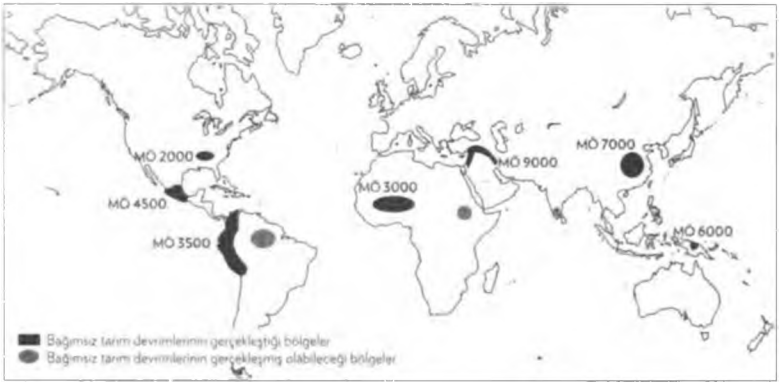 MÖ 2000
MÖ 4500
MÖ 3500
MÖ 3000
MÖ 9000
MÖ 7000
MÖ 6000
Bağımsız tarım devrimlerinin gerçekleştiği bölgeler
Bağımsız tarım devrimlerinin gerçekleşmiş olabileceği bölgeler